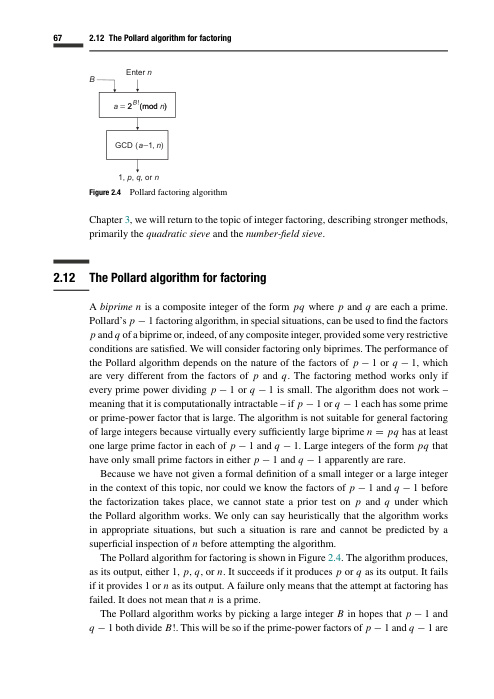 67 2.12 The Pollard algorithm for factoring
Enter n
B
a = 2^B! (mod n)
GCD (a−1, n)
1, p, q, or n
Figure 2.4 Pollard factoring algorithm
Chapter 3, we will return to the topic of integer factoring, describing stronger methods,
primarily the quadratic sieve and the number-field sieve.
2.12 The Pollard algorithm for factoring
A biprime n is a composite integer of the form pq where p and q are each a prime.
Pollard's p − 1 factoring algorithm, in special situations, can be used to find the factors
p and q of a biprime or, indeed, of any composite integer, provided some very restrictive
conditions are satisfied. We will consider factoring only biprimes. The performance of
the Pollard algorithm depends on the nature of the factors of p − 1 or q − 1, which
are very different from the factors of p and q. The factoring method works only if
every prime power dividing p − 1 or q − 1 is small. The algorithm does not work –
meaning that it is computationally intractable – if p − 1 or q − 1 each has some prime
or prime-power factor that is large. The algorithm is not suitable for general factoring
of large integers because virtually every sufficiently large biprime n = pq has at least
one large prime factor in each of p − 1 and q − 1. Large integers of the form pq that
have only small prime factors in either p − 1 and q − 1 apparently are rare.
Because we have not given a formal definition of a small integer or a large integer
in the context of this topic, nor could we know the factors of p − 1 and q − 1 before
the factorization takes place, we cannot state a prior test on p and q under which
the Pollard algorithm works. We only can say heuristically that the algorithm works
in appropriate situations, but such a situation is rare and cannot be predicted by a
superficial inspection of n before attempting the algorithm.
The Pollard algorithm for factoring is shown in Figure 2.4. The algorithm produces,
as its output, either 1, p, q, or n. It succeeds if it produces p or q as its output. It fails
if it provides 1 or n as its output. A failure only means that the attempt at factoring has
failed. It does not mean that n is a prime.
The Pollard algorithm works by picking a large integer B in hopes that p − 1 and
q − 1 both divide B!. This will be so if the prime-power factors of p − 1 and q − 1 are